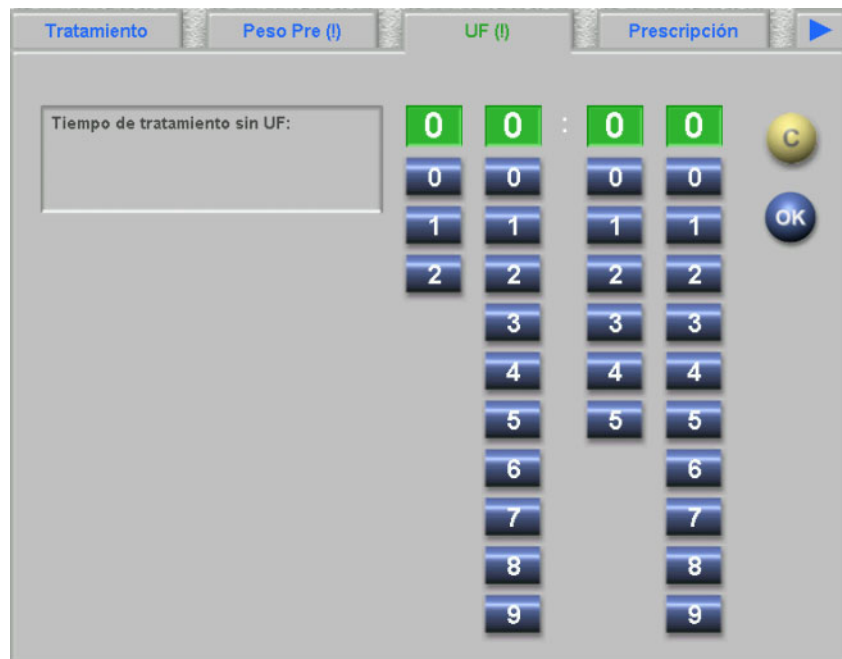 Tratamiento Peso Pre (!) UF (!) Prescripción
Tiempo de tratamiento sin UF: 0 0 : 0 0 C
0 0 0 0
1 1 1 1 OK
2 2 2 2
3 3 3
4 4 4
5 5 5
6 6
7 7
8 8
9 9